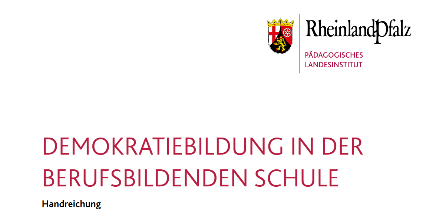 RheinlandPfalz
PÄDAGOGISCHES
LANDESINSTITUT
DEMOKRATIEBILDUNG IN DER
BERUFSBILDENDEN SCHULE
Handreichung